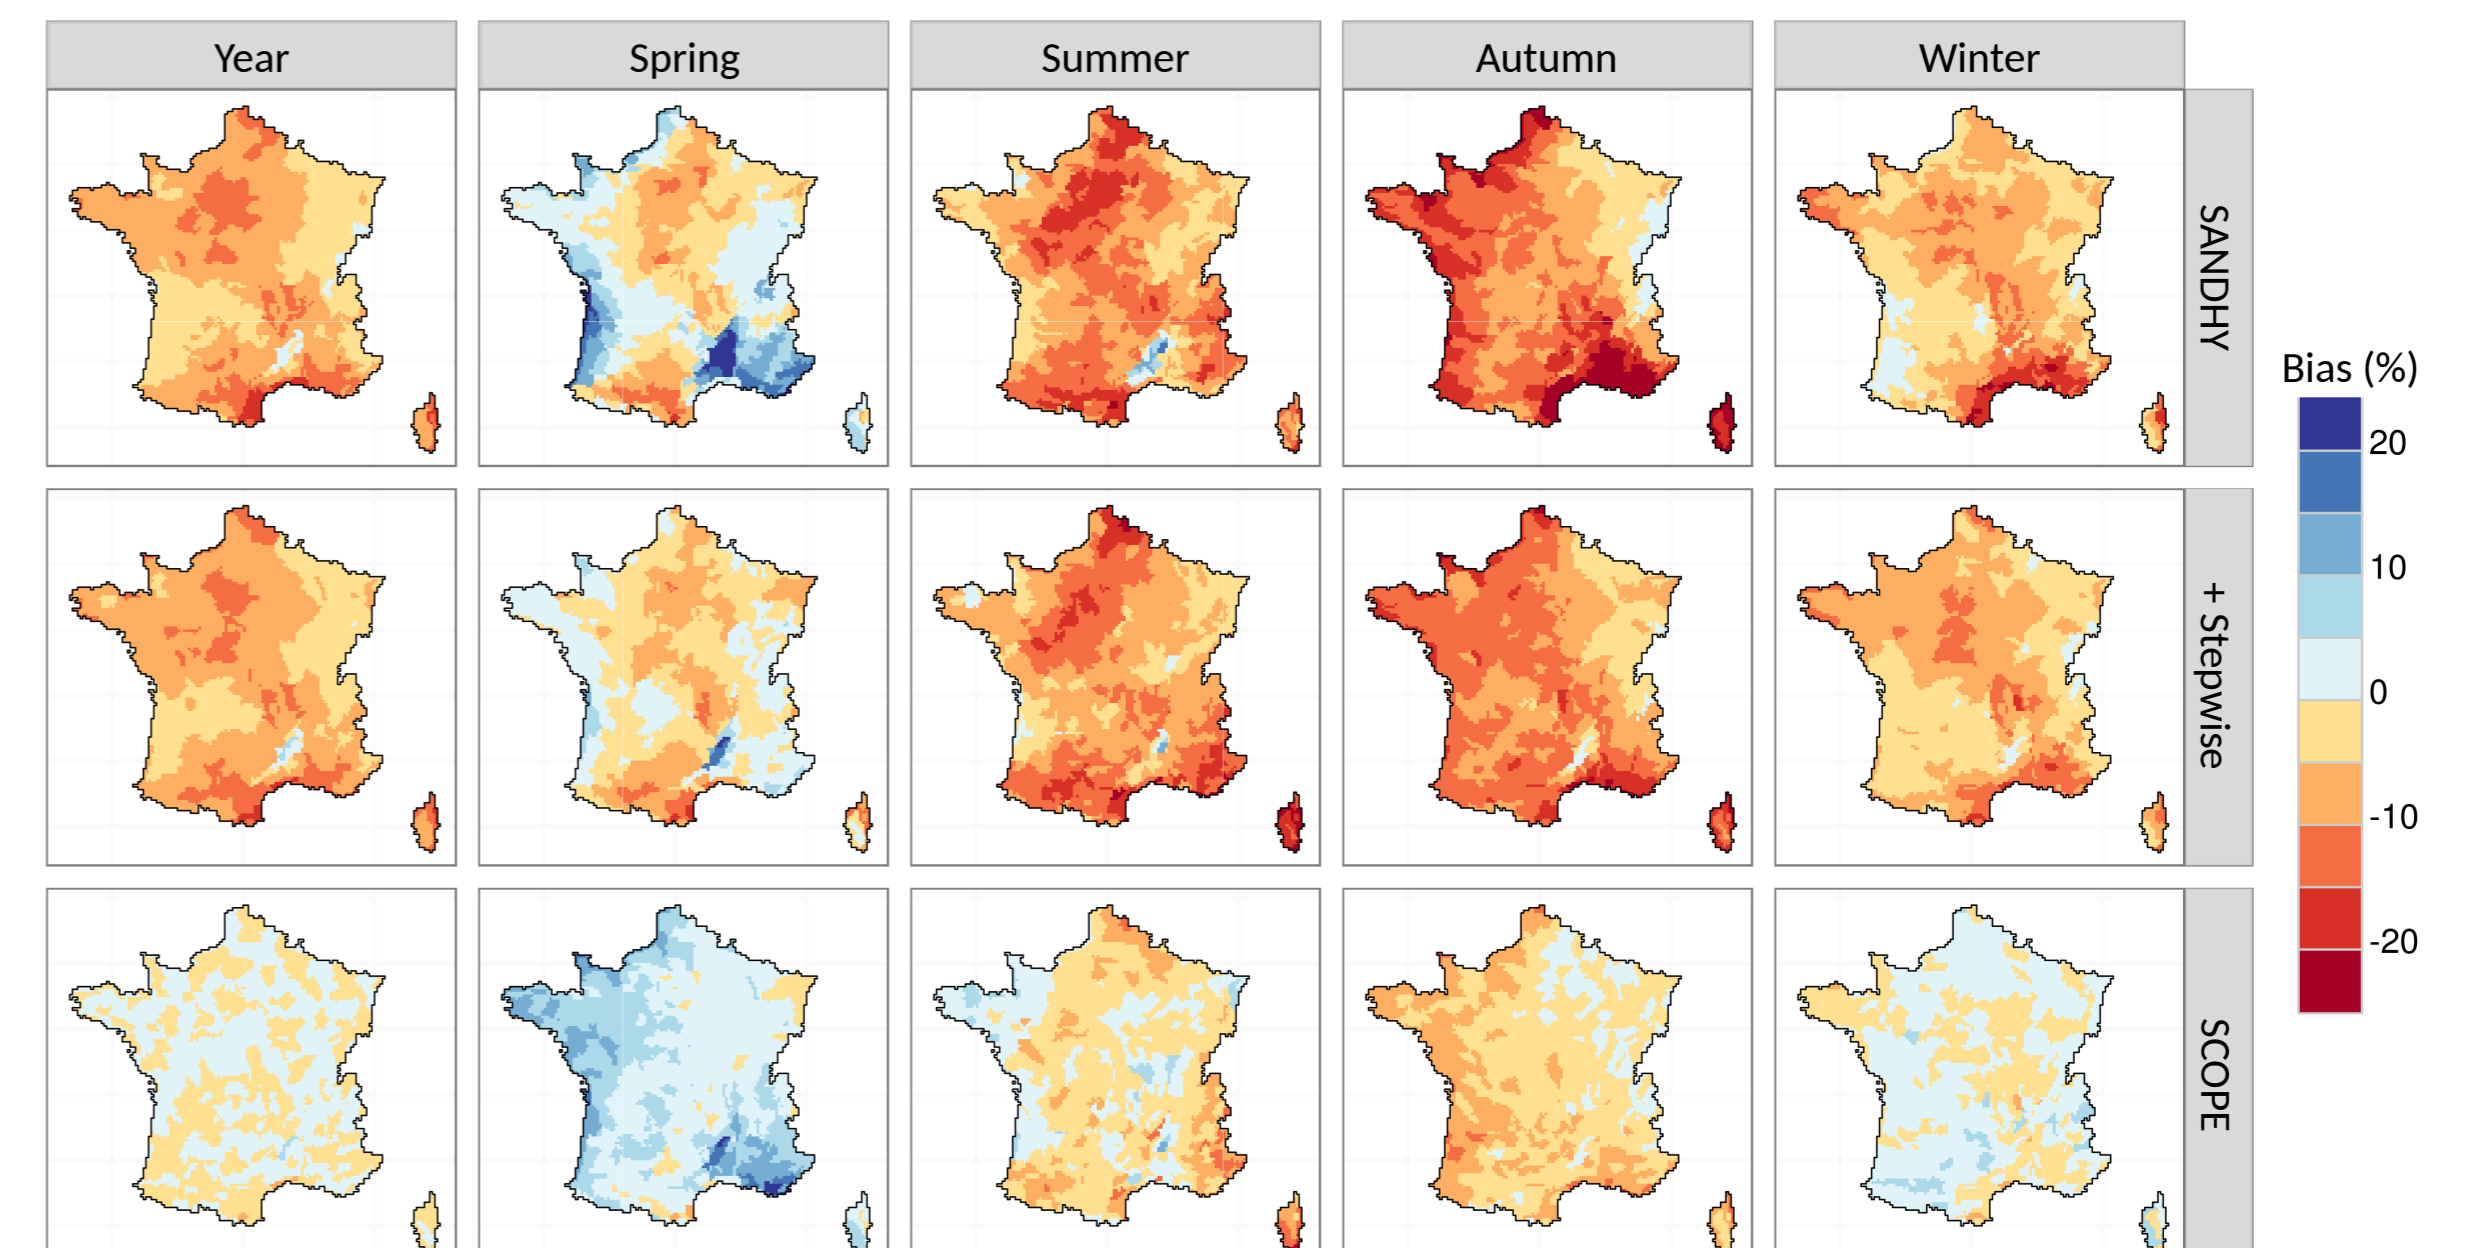 Year Spring Summer Autumn Winter
SANDHY
+ Stepwise
SCOPE
Bias (%)
20
10
0
-10
-20